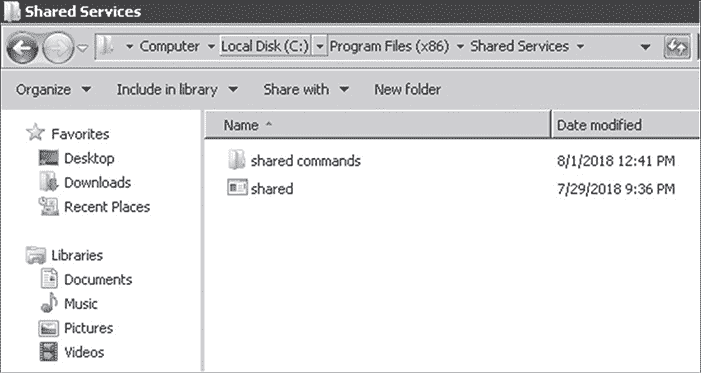 Shared Services
Computer Local Disk (C:) Program Files (x86) Shared Services
Organize Include in library Share with New folder
Favorites
Desktop
Downloads
Recent Places
Libraries
Documents
Music
Pictures
Videos
Name Date modified
shared commands 8/1/2018 12:41 PM
shared 7/29/2018 9:36 PM